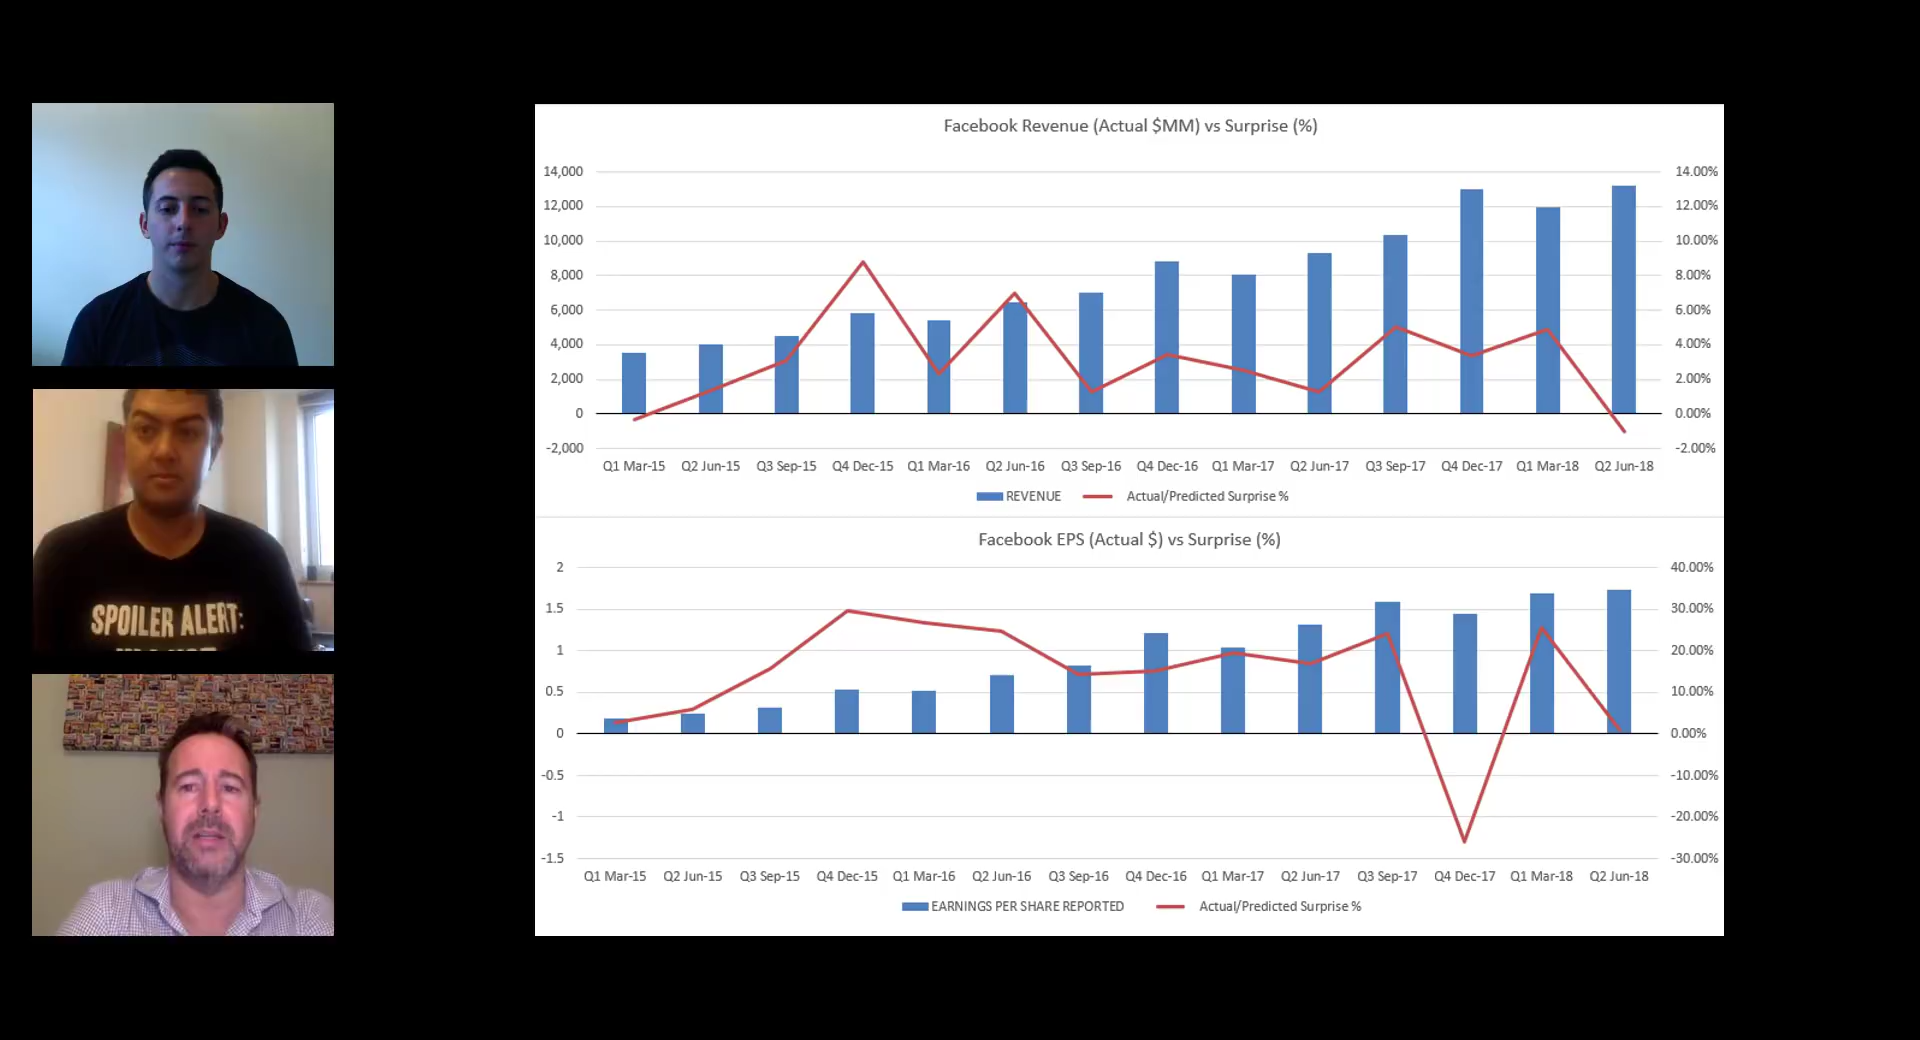 SPOILER ALERT:
Facebook Revenue (Actual $MM) vs Surprise (%)
14,000 14.00%
12,000 12.00%
10,000 10.00%
8,000 8.00%
6,000 6.00%
4,000 4.00%
2,000 2.00%
0 0.00%
-2,000 -2.00%
Q1 Mar-15 Q2 Jun-15 Q3 Sep-15 Q4 Dec-15 Q1 Mar-16 Q2 Jun-16 Q3 Sep-16 Q4 Dec-16 Q1 Mar-17 Q2 Jun-17 Q3 Sep-17 Q4 Dec-17 Q1 Mar-18 Q2 Jun-18
REVENUE Actual/Predicted Surprise %
Facebook EPS (Actual $) vs Surprise (%)
2 40.00%
1.5 30.00%
1 20.00%
0.5 10.00%
0 0.00%
-0.5 -10.00%
-1 -20.00%
-1.5 -30.00%
Q1 Mar-15 Q2 Jun-15 Q3 Sep-15 Q4 Dec-15 Q1 Mar-16 Q2 Jun-16 Q3 Sep-16 Q4 Dec-16 Q1 Mar-17 Q2 Jun-17 Q3 Sep-17 Q4 Dec-17 Q1 Mar-18 Q2 Jun-18
EARNINGS PER SHARE REPORTED Actual/Predicted Surprise %